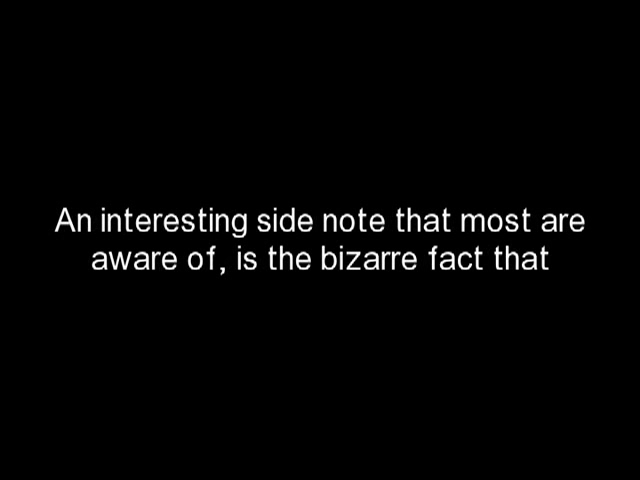 An interesting side note that most are
aware of, is the bizarre fact that